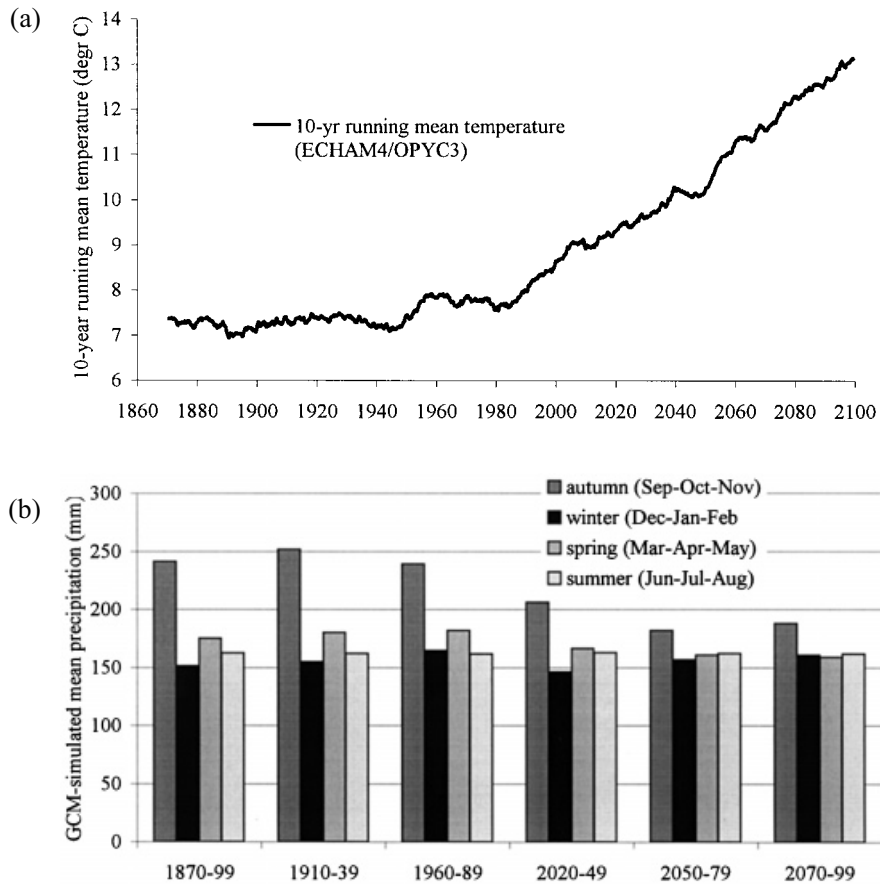 (a)
10-year running mean temperature (degr C)
14
13
12
11
10
9
8
7
6
10-yr running mean temperature
(ECHAM4/OPYC3)
1860 1880 1900 1920 1940 1960 1980 2000 2020 2040 2060 2080 2100
(b)
GCM-simulated mean precipitation (mm)
300
250
200
150
100
50
0
autumn (Sep-Oct-Nov)
winter (Dec-Jan-Feb
spring (Mar-Apr-May)
summer (Jun-Jul-Aug)
1870-99 1910-39 1960-89 2020-49 2050-79 2070-99